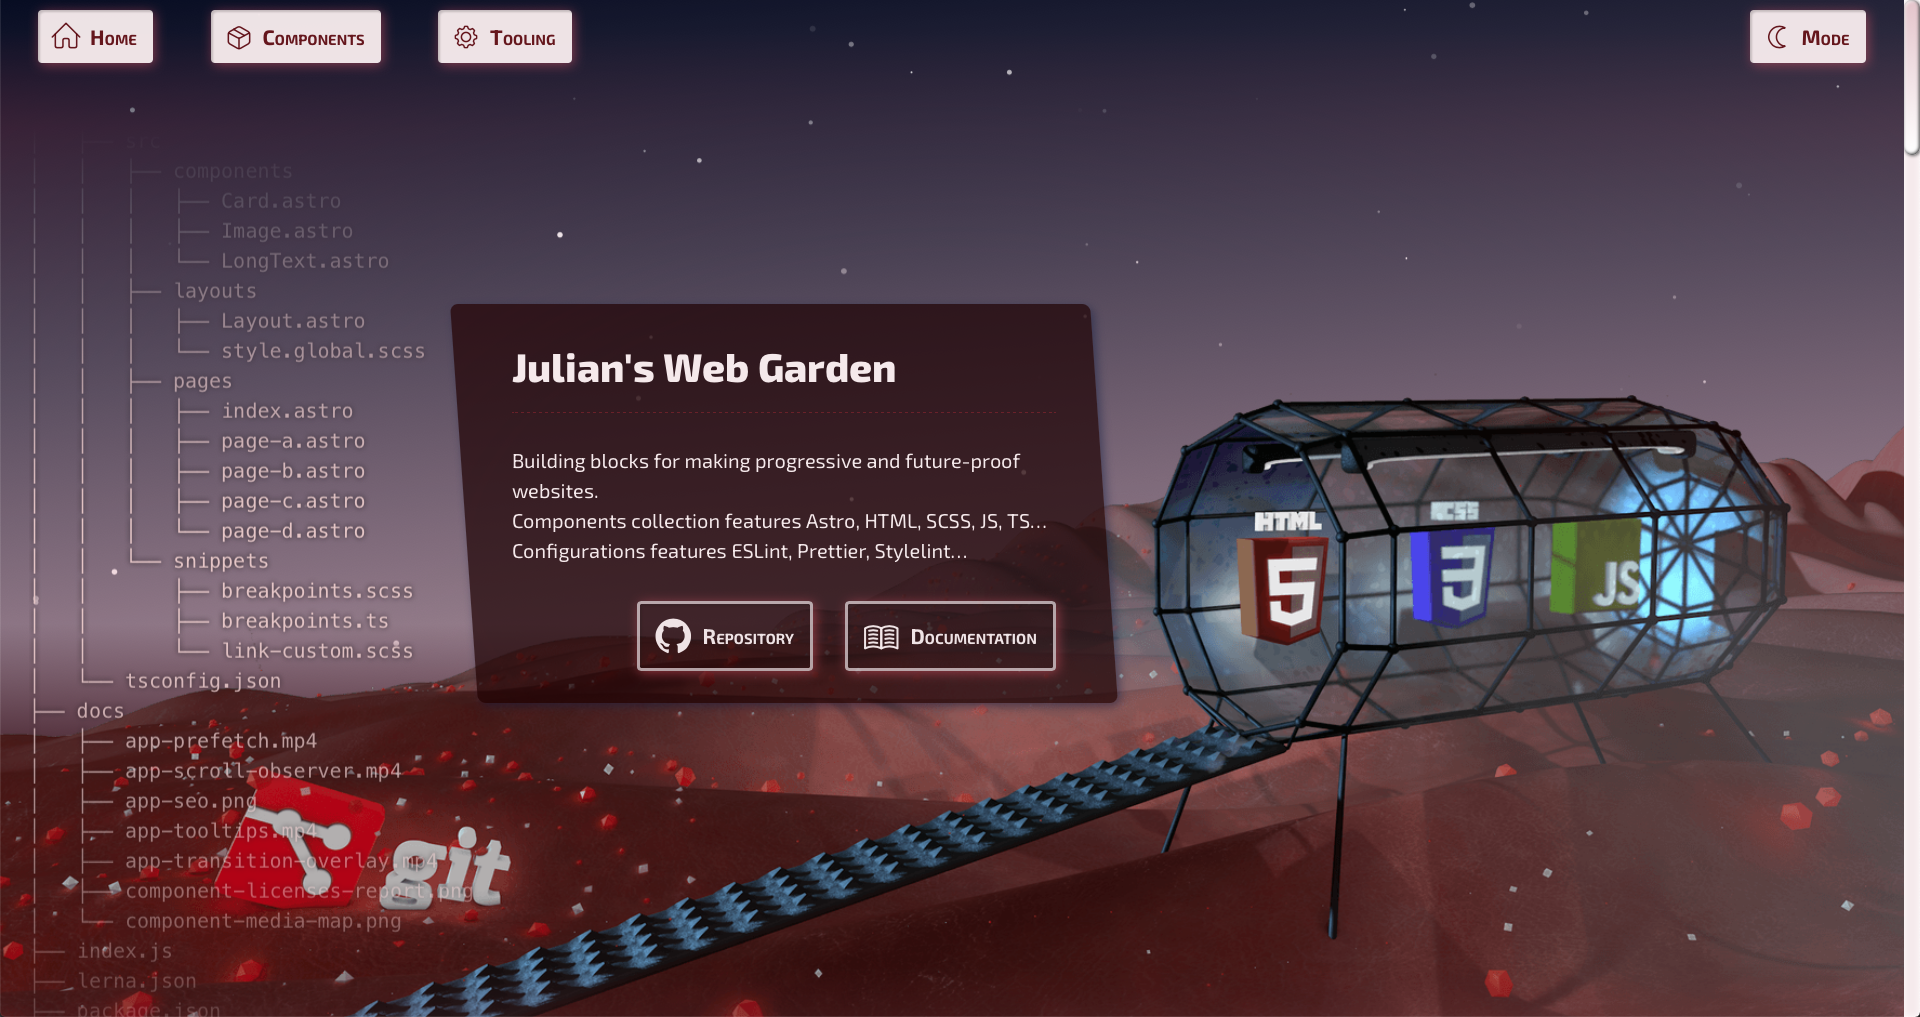 Home
Components
Tooling
Mode
src
components
Card.astro
Image.astro
LongText.astro
layouts
Layout.astro
style.global.scss
pages
index.astro
page-a.astro
page-b.astro
page-c.astro
page-d.astro
snippets
breakpoints.scss
breakpoints.ts
link-custom.scss
tsconfig.json
docs
app-prefetch.mp4
app-scroll-observer.mp4
app-seo.png
app-tooltips.mp4
app-transition-overlay.mp4
component-licenses-report.png
component-media-map.png
index.js
lerna.json
package.json
git
Julian's Web Garden
Building blocks for making progressive and future-proof
websites.
Components collection features Astro, HTML, SCSS, JS, TS...
Configurations features ESLint, Prettier, Stylelint...
Repository
Documentation
HTML
5
SCSS
3
JS